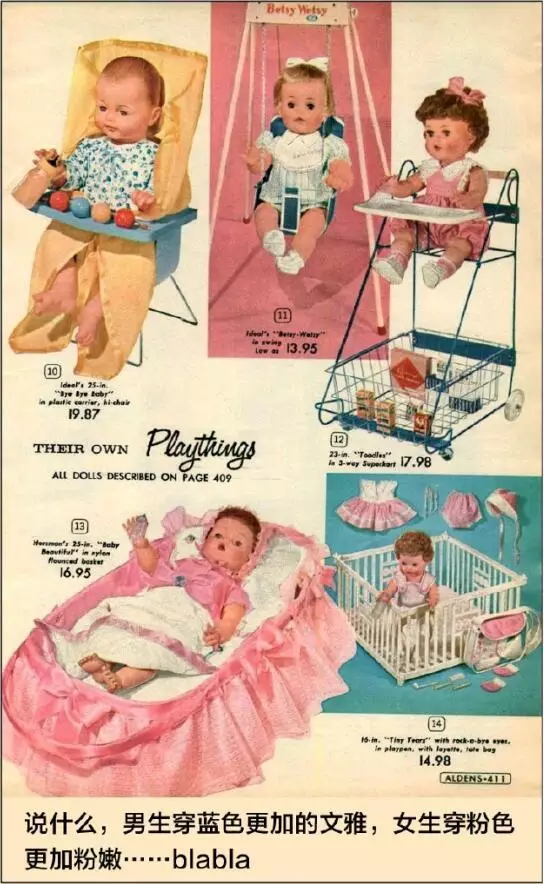 Betsy Wetsy
11
Ideal's "Betsy-Wetsy"
in swing
Low as 13.95
10
Ideal's 25-in.
"Bye Bye Baby"
in plastic carrier, hi-chair
19.87
12
23-in. "Toodles"
in 3-way Superkart 17.98
THEIR OWN Playthings
ALL DOLLS DESCRIBED ON PAGE 409
13
Horsman's 25-in. "Baby
Beautiful" in nylon
flounced basket
16.95
14
16-in. "Tiny Tears" with rock-a-bye eyes,
in playpen, with layette, tote bag
14.98
ALDENS•411
说什么，男生穿蓝色更加的文雅，女生穿粉色
更加粉嫩……blabla